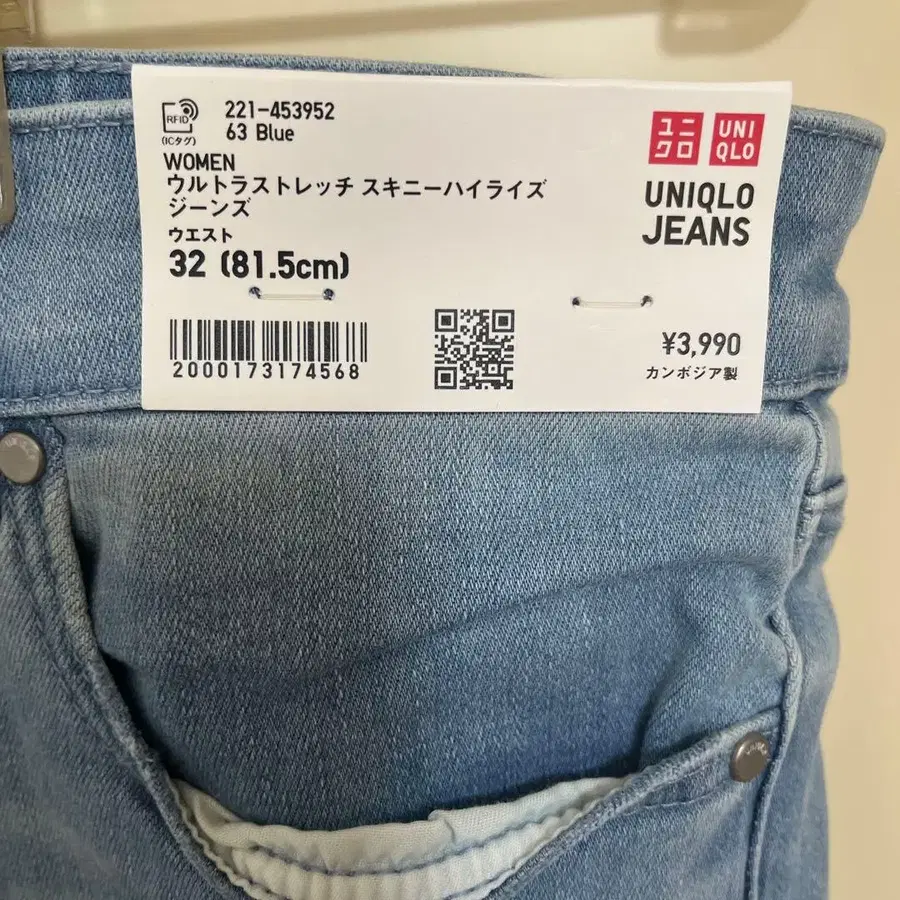 221-453952
63 Blue
RFID
(ICタグ)
WOMEN
ウルトラストレッチ スキニーハイライズ
ジーンズ
ウエスト
32 (81.5cm)
2000173174568
ユニ
クロ
UNI
QLO
UNIQLO
JEANS
¥3,990
カンボジア製